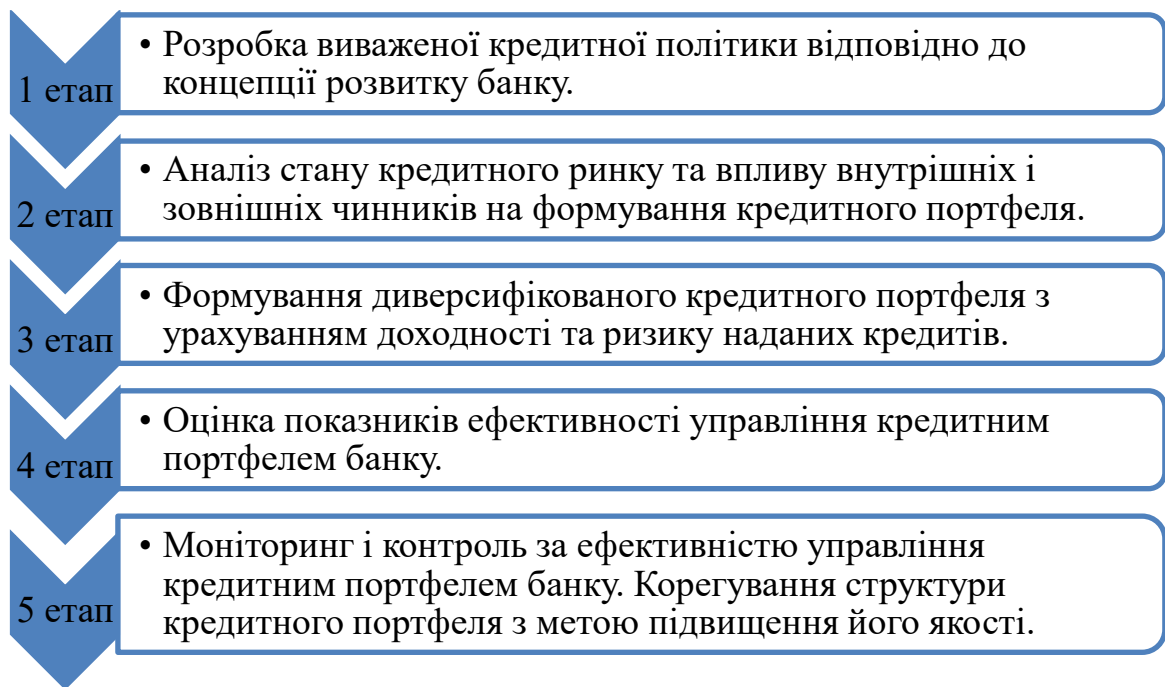 1 етап
• Розробка виваженої кредитної політики відповідно до
концепції розвитку банку.
2 етап
• Аналіз стану кредитного ринку та впливу внутрішніх і
зовнішніх чинників на формування кредитного портфеля.
3 етап
• Формування диверсифікованого кредитного портфеля з
урахуванням доходності та ризику наданих кредитів.
4 етап
• Оцінка показників ефективності управління кредитним
портфелем банку.
5 етап
• Моніторинг і контроль за ефективністю управління
кредитним портфелем банку. Корегування структури
кредитного портфеля з метою підвищення його якості.